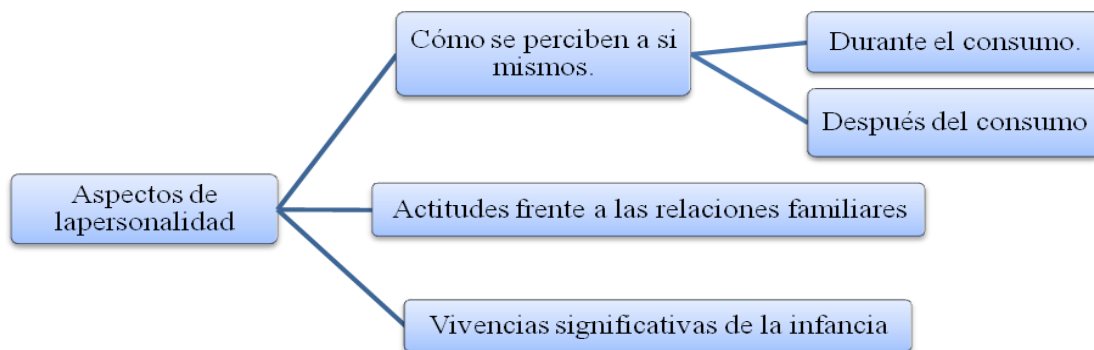 Cómo se perciben a si
mismos.
Durante el consumo.
Después del consumo
Aspectos de
lapersonalidad
Actitudes frente a las relaciones familiares
Vivencias significativas de la infancia